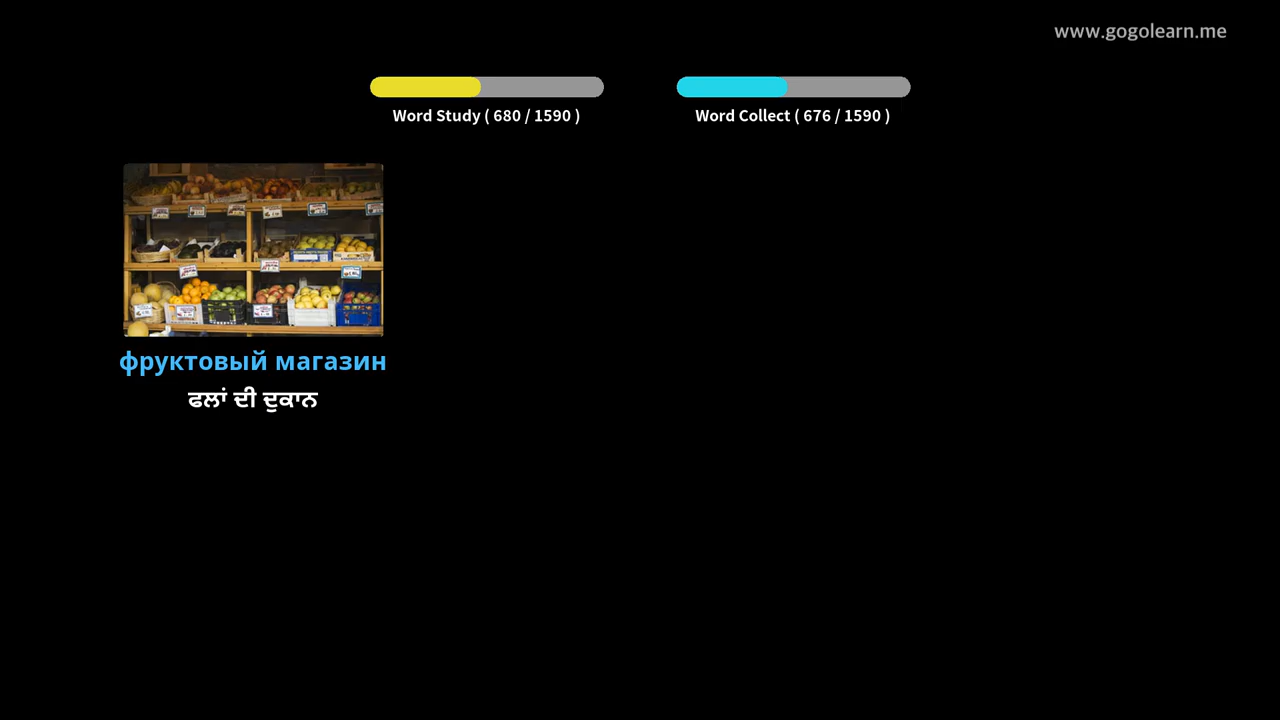 www.gogolearn.me
Word Study ( 680 / 1590 )
Word Collect ( 676 / 1590 )
фруктовый магазин
ਫਲਾਂ ਦੀ ਦੁਕਾਨ